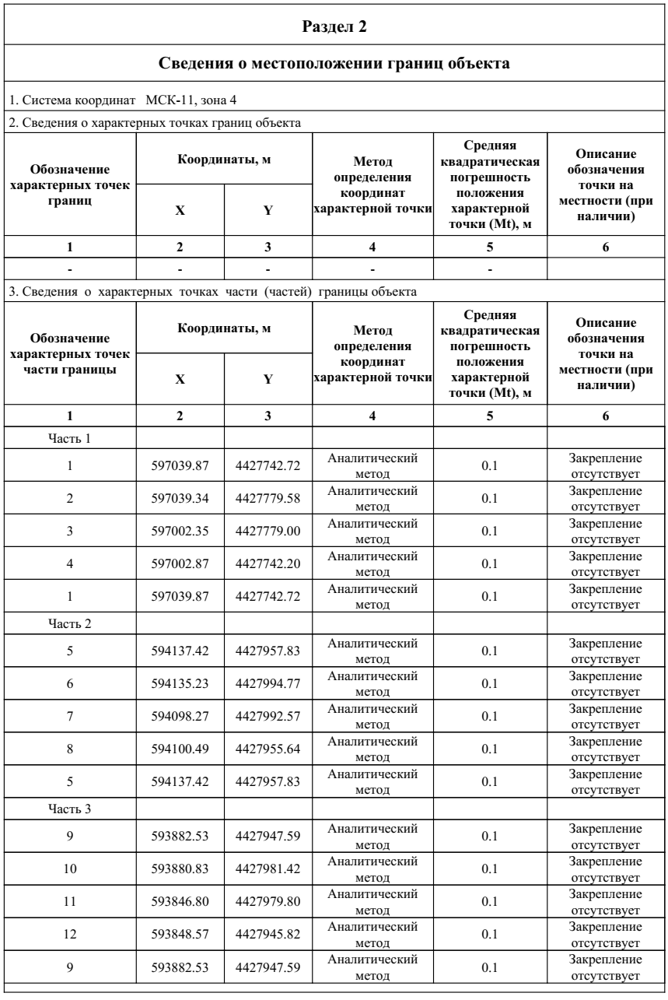 Раздел 2
Сведения о местоположении границ объекта
1. Система координат МСК-11, зона 4
2. Сведения о характерных точках границ объекта
Обозначение характерных точек границ
Координаты, м
X
Y
Метод определения координат характерной точки
Средняя квадратическая погрешность положения характерной точки (Mt), м
Описание обозначения точки на местности (при наличии)
1 2 3 4 5 6
- - - - -
3. Сведения о характерных точках части (частей) границы объекта
Обозначение характерных точек части границы
Координаты, м
X
Y
Метод определения координат характерной точки
Средняя квадратическая погрешность положения характерной точки (Mt), м
Описание обозначения точки на местности (при наличии)
1 2 3 4 5 6
Часть 1
1 597039.87 4427742.72 Аналитический метод 0.1 Закрепление отсутствует
2 597039.34 4427779.58 Аналитический метод 0.1 Закрепление отсутствует
3 597002.35 4427779.00 Аналитический метод 0.1 Закрепление отсутствует
4 597002.87 4427742.20 Аналитический метод 0.1 Закрепление отсутствует
1 597039.87 4427742.72 Аналитический метод 0.1 Закрепление отсутствует
Часть 2
5 594137.42 4427957.83 Аналитический метод 0.1 Закрепление отсутствует
6 594135.23 4427994.77 Аналитический метод 0.1 Закрепление отсутствует
7 594098.27 4427992.57 Аналитический метод 0.1 Закрепление отсутствует
8 594100.49 4427955.64 Аналитический метод 0.1 Закрепление отсутствует
5 594137.42 4427957.83 Аналитический метод 0.1 Закрепление отсутствует
Часть 3
9 593882.53 4427947.59 Аналитический метод 0.1 Закрепление отсутствует
10 593880.83 4427981.42 Аналитический метод 0.1 Закрепление отсутствует
11 593846.80 4427979.80 Аналитический метод 0.1 Закрепление отсутствует
12 593848.57 4427945.82 Аналитический метод 0.1 Закрепление отсутствует
9 593882.53 4427947.59 Аналитический метод 0.1 Закрепление отсутствует